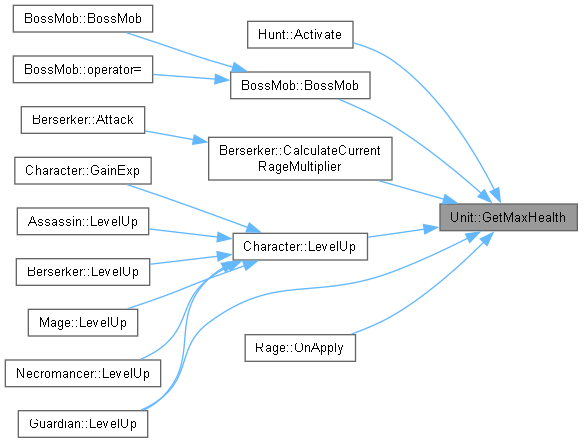 BossMob::BossMob
BossMob::operator=
Berserker::Attack
Character::GainExp
Assassin::LevelUp
Berserker::LevelUp
Mage::LevelUp
Necromancer::LevelUp
Guardian::LevelUp
Hunt::Activate
BossMob::BossMob
Berserker::CalculateCurrent
RageMultiplier
Character::LevelUp
Rage::OnApply
Unit::GetMaxHealth